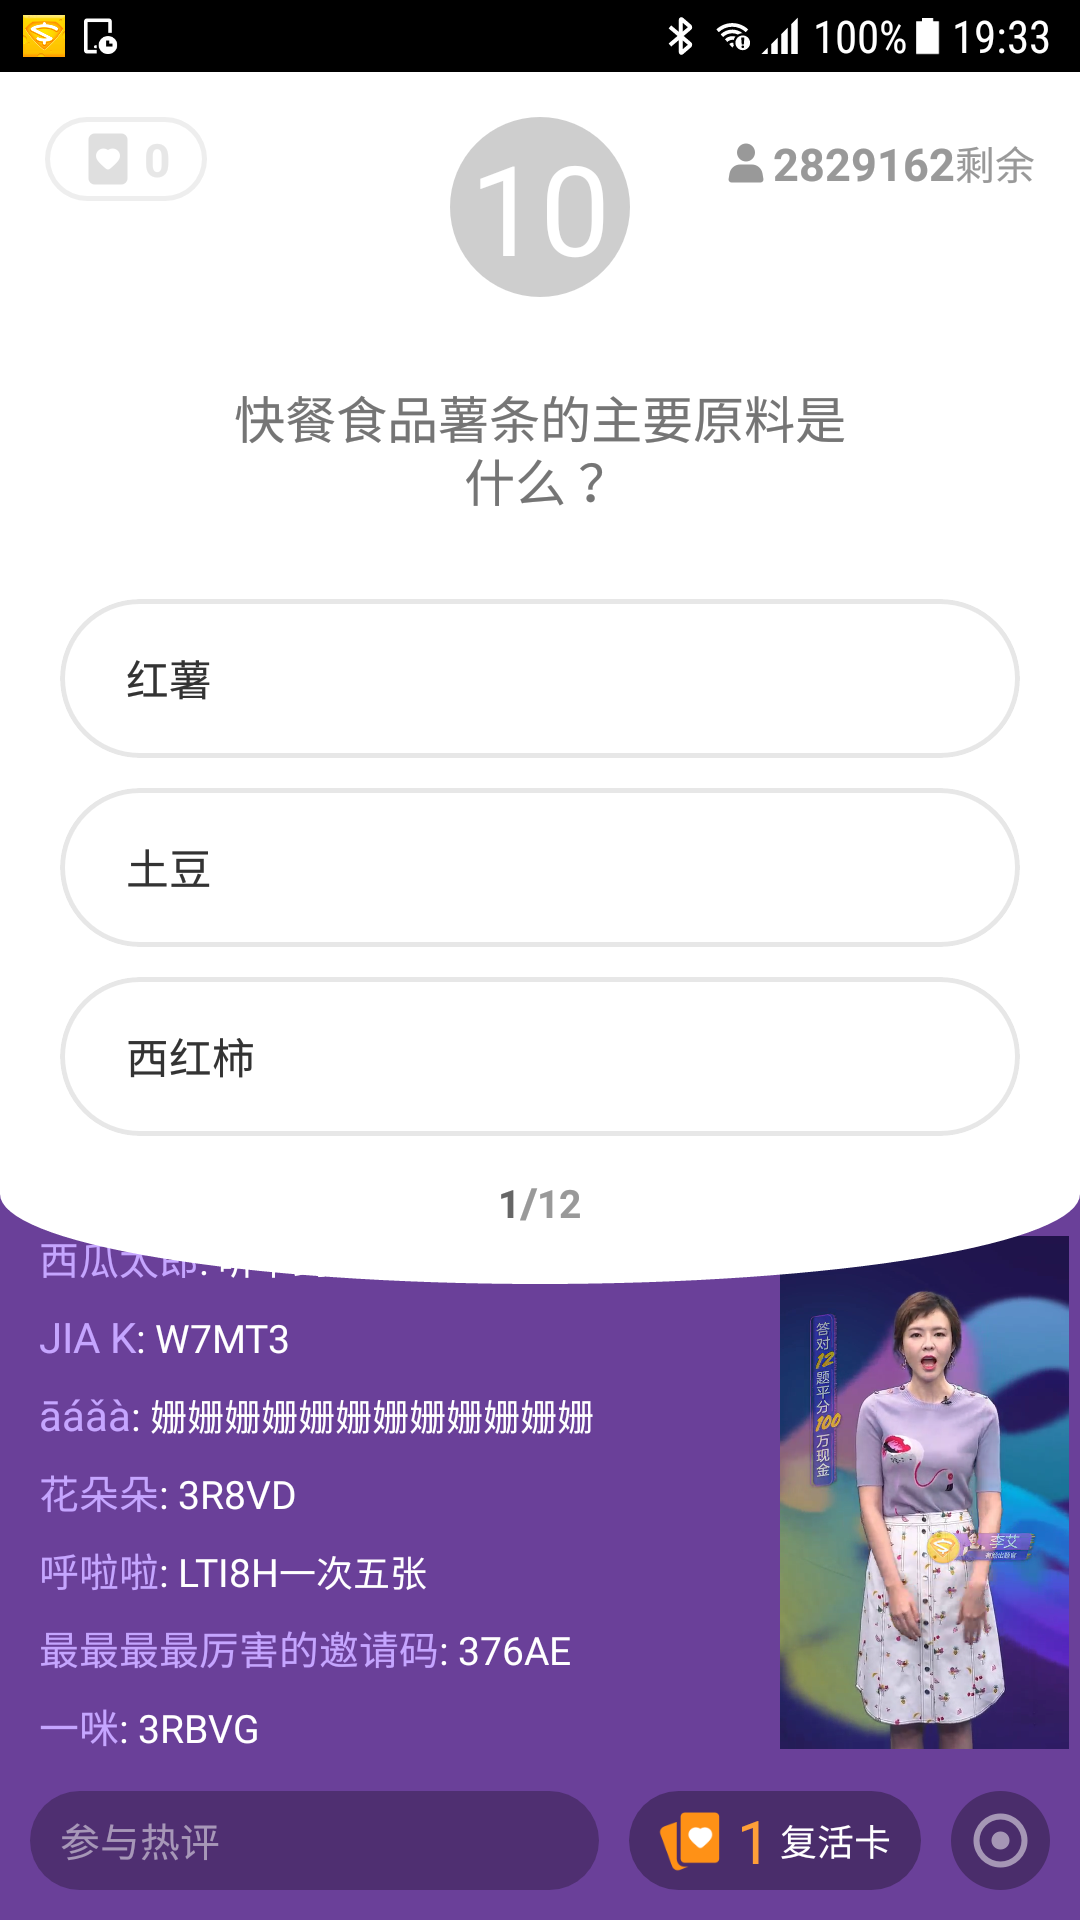 100% 19:33
0
10
2829162剩余
快餐食品薯条的主要原料是
什么？
红薯
土豆
西红柿
1/12
西瓜太郎:
JIA K: W7MT3
āáǎà: 姗姗姗姗姗姗姗姗姗姗姗姗
花朵朵: 3R8VD
呼啦啦: LTI8H一次五张
最最最最厉害的邀请码: 376AE
一咪: 3RBVG
答对12题平分100万现金
李艾
参与热评
1 复活卡